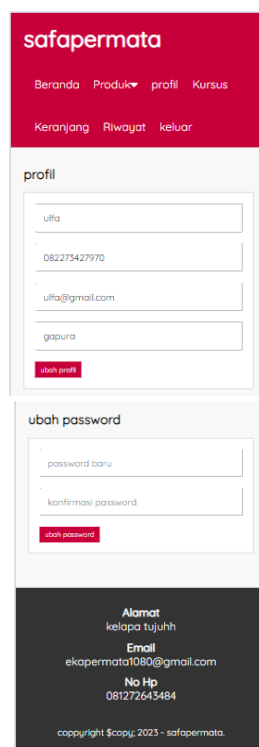 safapermata
Beranda Produk▾ profil Kursus
Keranjang Riwayat keluar
profil
ulfa
082273427970
ulfa@gmail.com
gapura
ubah profil
ubah password
password baru
konfirmasi password
ubah password
Alamat
kelapa tujuhh
Email
ekapermata1080@gmail.com
No Hp
081272643484
coppyright $copy; 2023 - safapermata.